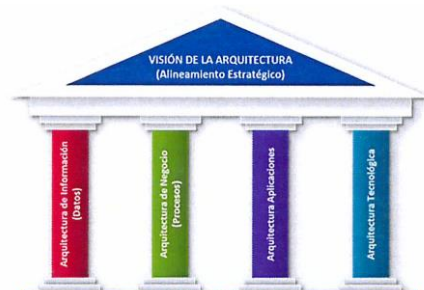 VISIÓN DE LA ARQUITECTURA
(Alineamiento Estratégico)
Arquitectura de Información
(Datos)
Arquitectura de Negocio
(Procesos)
Arquitectura Aplicaciones
Arquitectura Tecnológica